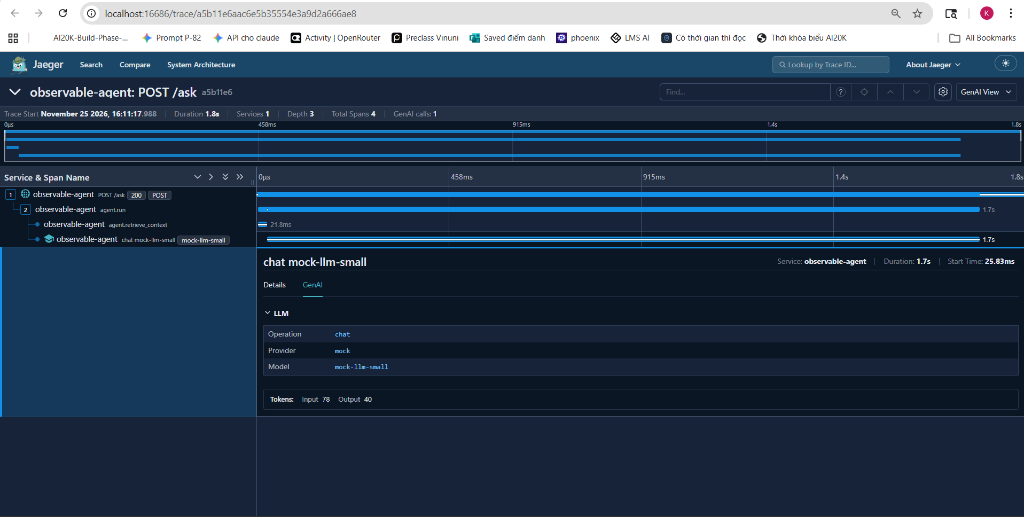 localhost:16686/trace/a5b11e6aac6e5b35554e3a9d2a666ae8
K
AI20K-Build-Phase-... Prompt P-82 API cho claude Activity | OpenRouter Preclass Vinuni Saved điểm danh phoenix LMS AI Có thời gian thì đọc Thời khóa biểu AI20K All Bookmarks
Jaeger Search Compare System Architecture Lookup by Trace ID... About Jaeger
observable-agent: POST /ask a5b11e6 Find... GenAI View
Trace Start November 25 2026, 16:11:17.988 Duration 1.8s Services 1 Depth 3 Total Spans 4 GenAI calls: 1
0μs 458ms 915ms 1.4s 1.8s
Service & Span Name 0μs 458ms 915ms 1.4s 1.8s
1 observable-agent POST /ask 200 POST
2 observable-agent agent.run 1.7s
observable-agent agent.retrieve_context 21.8ms
observable-agent chat mock-llm-small mock-llm-small 1.7s
chat mock-llm-small Service: observable-agent Duration: 1.7s Start Time: 25.83ms
Details GenAI
LLM
Operation chat
Provider mock
Model mock-llm-small
Tokens: Input 78 Output 40